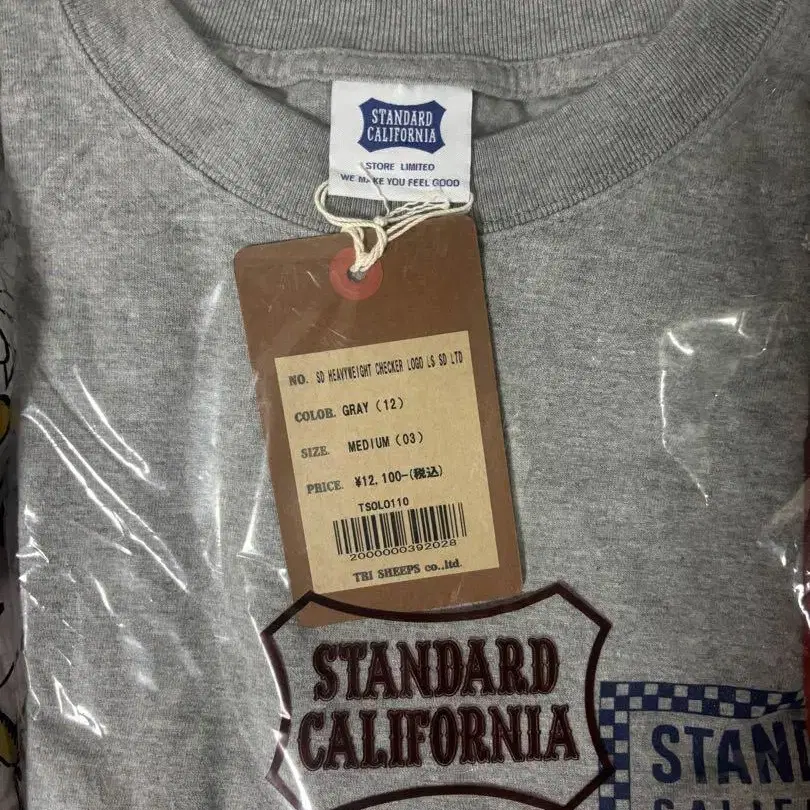 STANDARD
CALIFORNIA
STORE LIMITED
WE MAKE YOU FEEL GOOD
NO. SD HEAVYWEIGHT CHECKER LOGO LS SD LTD
COLOR. GRAY (12)
SIZE. MEDIUM (03)
PRICE. ¥12,100-(税込)
TSOLO110
2000000392028
TRI SHEEPS co.,ltd.
STANDARD
CALIFORNIA
STAN